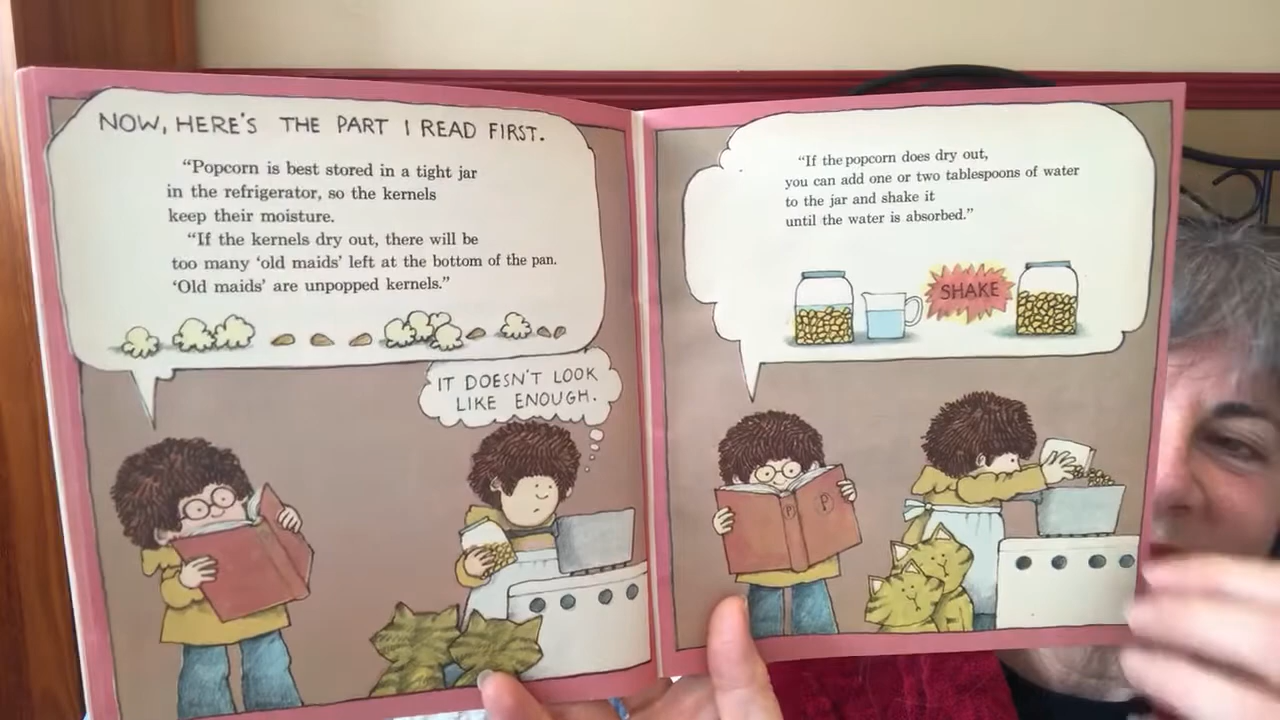 NOW, HERE'S THE PART I READ FIRST.
"Popcorn is best stored in a tight jar
in the refrigerator, so the kernels
keep their moisture.
"If the kernels dry out, there will be
too many 'old maids' left at the bottom of the pan.
'Old maids' are unpopped kernels."
IT DOESN'T LOOK
LIKE ENOUGH.
"If the popcorn does dry out,
you can add one or two tablespoons of water
to the jar and shake it
until the water is absorbed."
SHAKE
P P